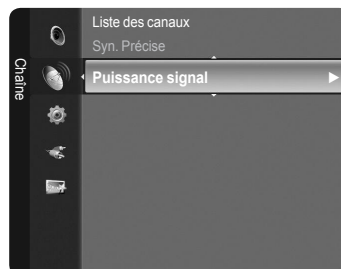 Chaîne
Liste des canaux
Syn. Précise
Puissance signal